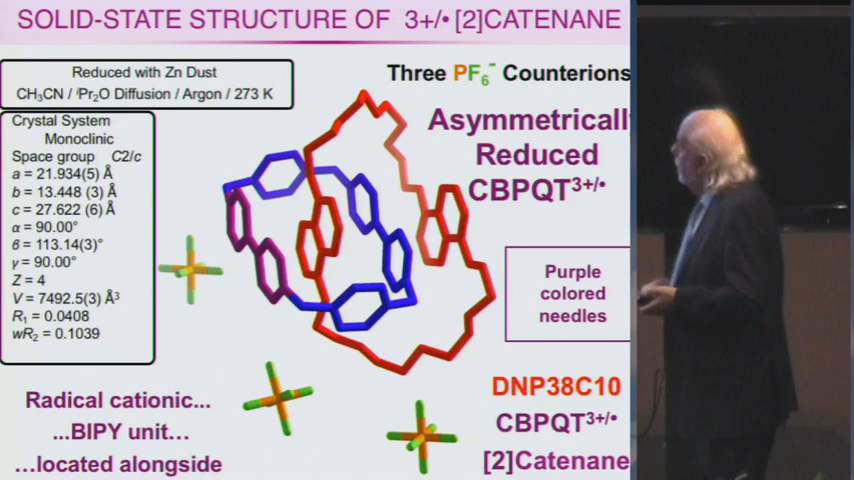 SOLID-STATE STRUCTURE OF 3+/• [2]CATENANE
Reduced with Zn Dust
CH₃CN / ⁱPr₂O Diffusion / Argon / 273 K
Three PF₆⁻ Counterions
Crystal System
Monoclinic
Space group C2/c
a = 21.934(5) Å
b = 13.448 (3) Å
c = 27.622 (6) Å
α = 90.00°
β = 113.14(3)°
γ = 90.00°
Z = 4
V = 7492.5(3) Å³
R₁ = 0.0408
wR₂ = 0.1039
Asymmetrically
Reduced
CBPQT³⁺/•
Purple
colored
needles
Radical cationic...
...BIPY unit…
…located alongside
DNP38C10
CBPQT³⁺/•
[2]Catenane